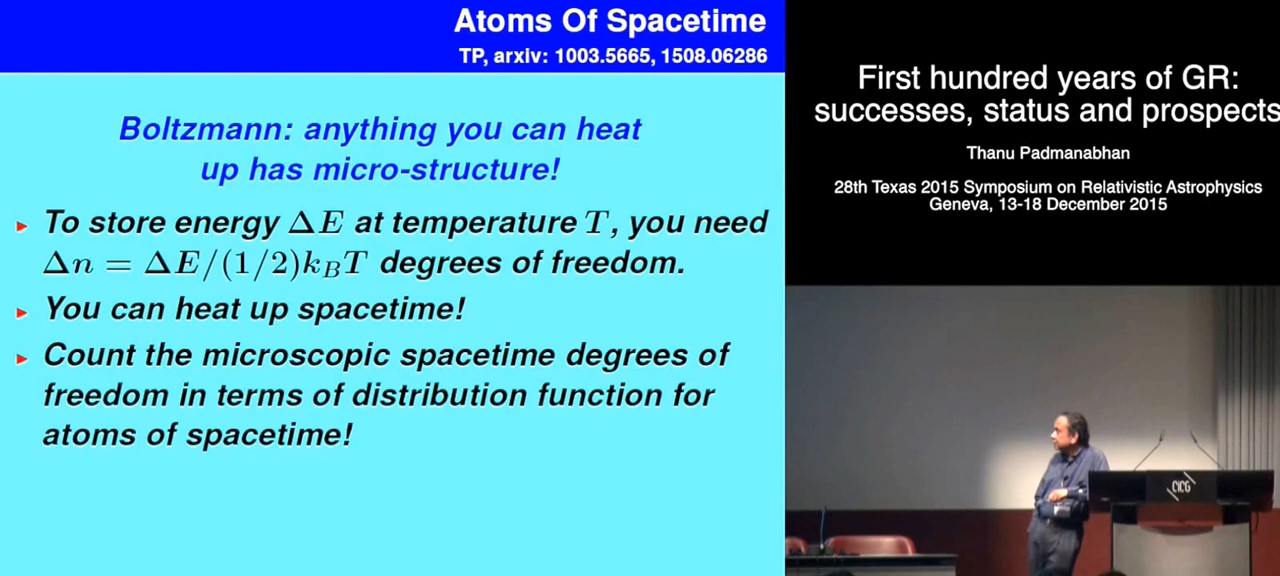 Atoms Of Spacetime
TP, arxiv: 1003.5665, 1508.06286
Boltzmann: anything you can heat
up has micro-structure!
To store energy ΔE at temperature T, you need
Δn = ΔE/(1/2)k_BT degrees of freedom.
You can heat up spacetime!
Count the microscopic spacetime degrees of
freedom in terms of distribution function for
atoms of spacetime!
First hundred years of GR:
successes, status and prospects
Thanu Padmanabhan
28th Texas 2015 Symposium on Relativistic Astrophysics
Geneva, 13-18 December 2015
CICG